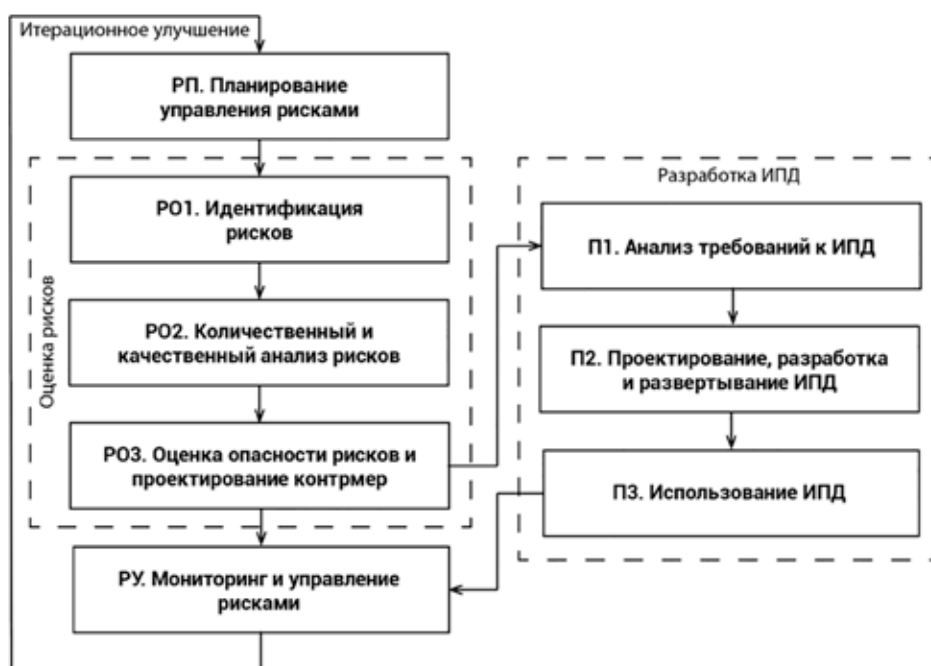 Итерационное улучшение
РП. Планирование
управления рисками
Оценка рисков
РО1. Идентификация
рисков
РО2. Количественный и
качественный анализ рисков
РО3. Оценка опасности рисков и
проектирование контрмер
РУ. Мониторинг и управление
рисками
Разработка ИПД
П1. Анализ требований к ИПД
П2. Проектирование, разработка
и развертывание ИПД
П3. Использование ИПД